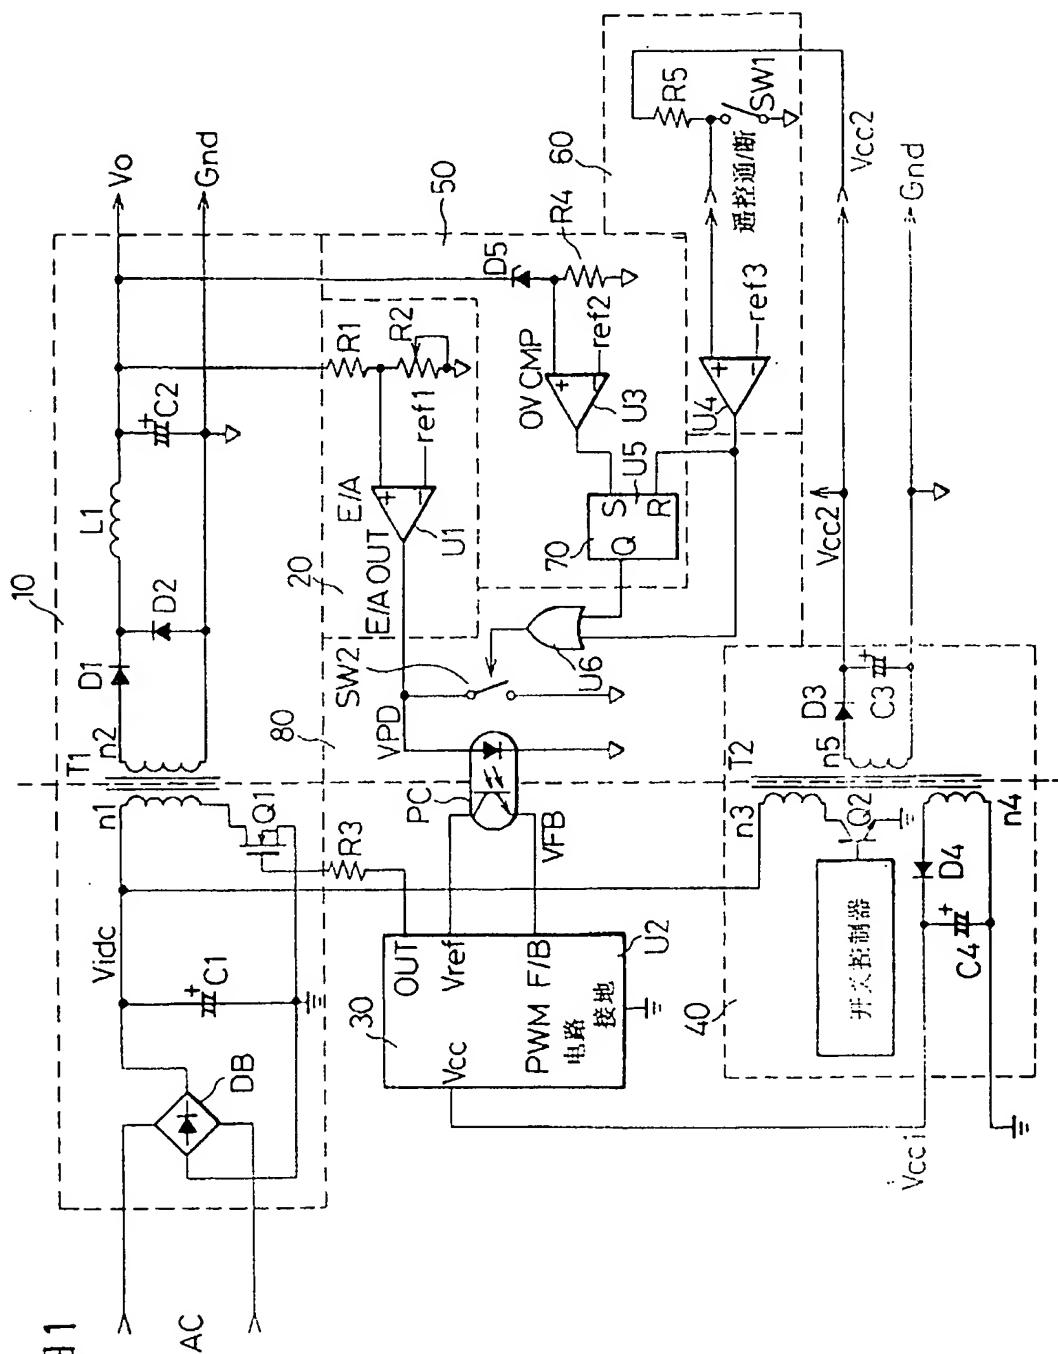 图1
AC
10
Vidc
DB
C1
T1
n1
n2
Q1
D1
D2
L1
C2
Vo
Gnd
R3
80
20
50
60
VPD
SW2
PC
VFB
E/A OUT
E/A
U1
ref1
R1
R2
D5
R4
OV CMP
ref2
U3
U5
70
S
R
Q
U6
U4
ref3
R5
SW1
遥控通/断
Vcc2
Gnd
Vcc2
30
OUT
Vref
PWM F/B
电路
接地
Vcc
U2
40
T2
n3
n5
n4
Q2
D3
C3
D4
C4
开关控制器
Vcc1